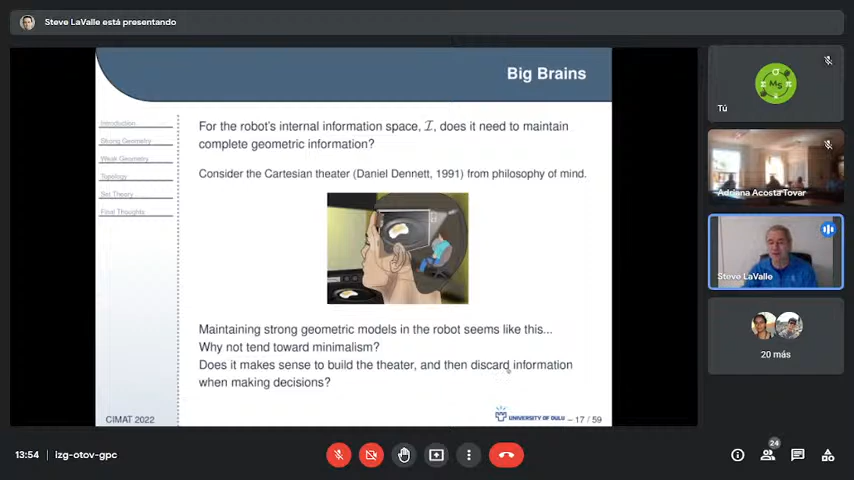 Steve LaValle está presentando
Big Brains
Introduction
Strong Geometry
Weak Geometry
Topology
Set Theory
Final Thoughts
For the robot's internal information space, ℐ, does it need to maintain
complete geometric information?
Consider the Cartesian theater (Daniel Dennett, 1991) from philosophy of mind.
Maintaining strong geometric models in the robot seems like this...
Why not tend toward minimalism?
Does it makes sense to build the theater, and then discard information
when making decisions?
CIMAT 2022
UNIVERSITY OF OULU – 17 / 59
MS
Tú
Adriana Acosta Tovar
Steve LaValle
20 más
13:54
izg-otov-gpc
24